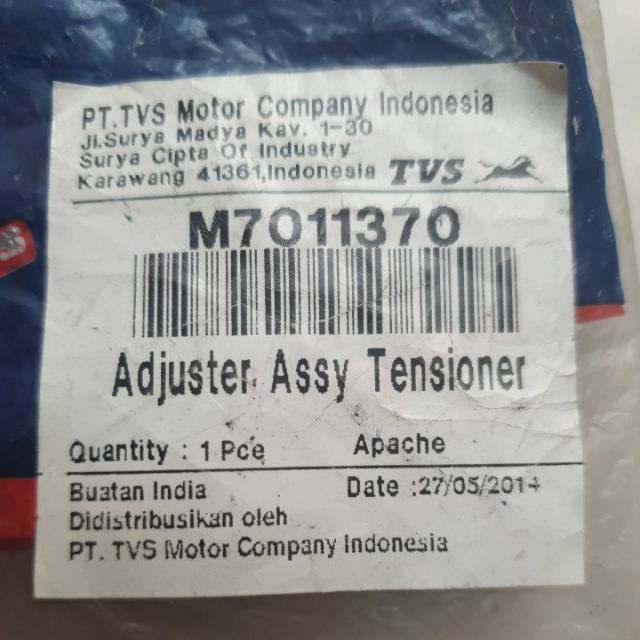 PT.TVS Motor Company Indonesia
Jl.Surya Madya Kav. 1-30
Surya Cipta Of Industry
Karawang 41361,Indonesia TVS
M7011370
Adjuster Assy Tensioner
Quantity : 1 Pce Apache
Buatan India Date :27/05/2014
Didistribusikan oleh
PT. TVS Motor Company Indonesia